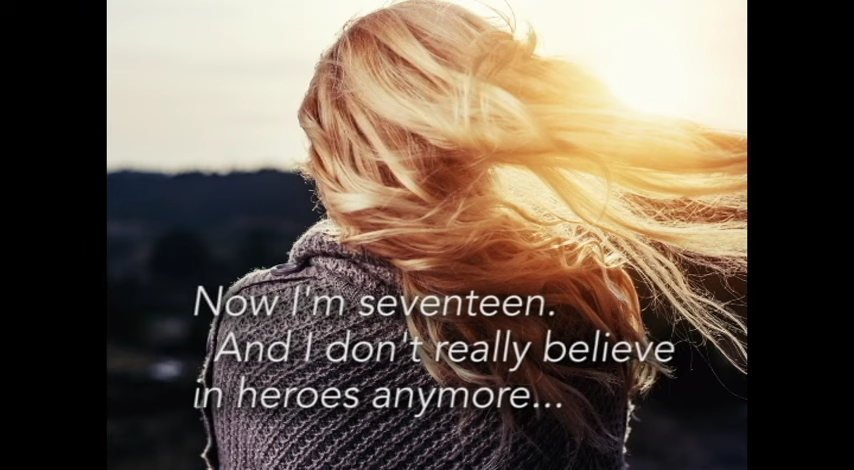 Now I'm seventeen.
And I don't really believe
in heroes anymore...